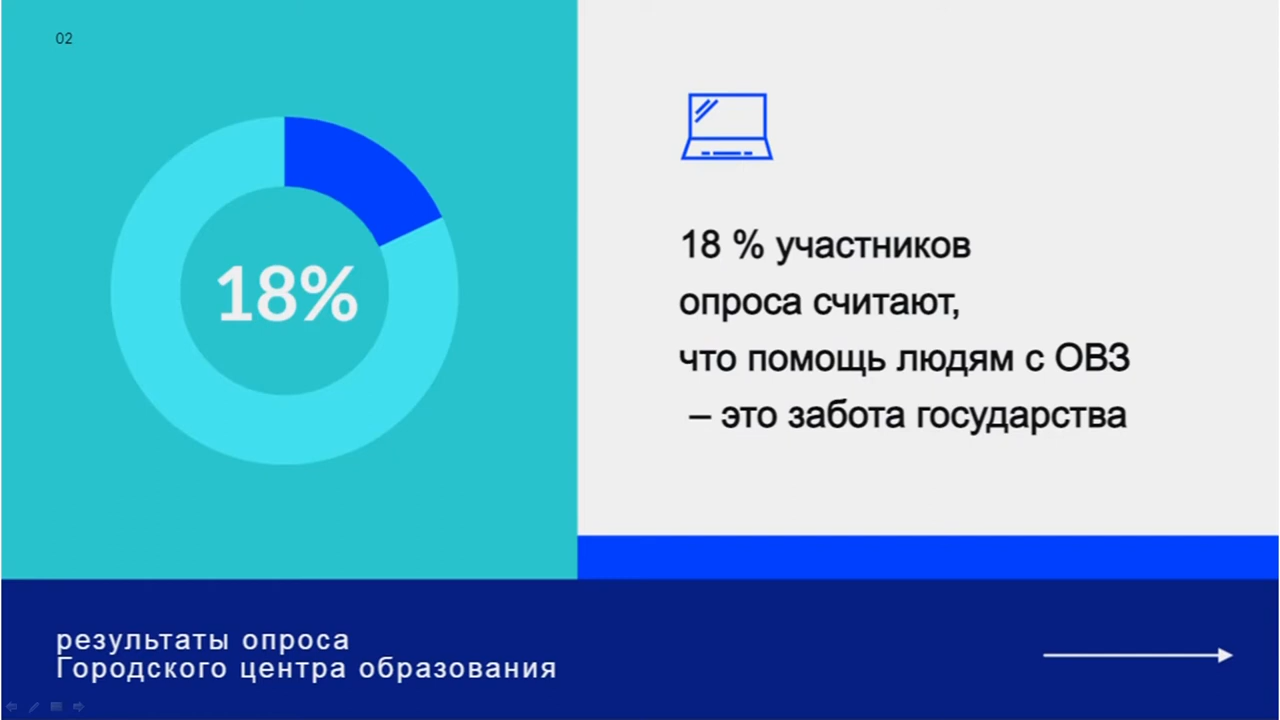 02
18%
18 % участников
опроса считают,
что помощь людям с ОВЗ
– это забота государства
результаты опроса
Городского центра образования